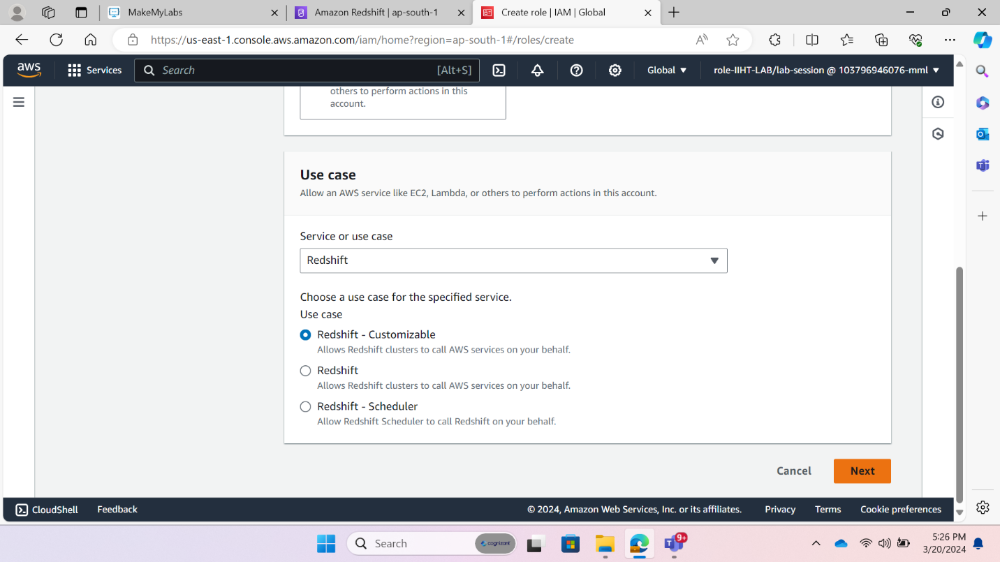 MakeMyLabs
Amazon Redshift | ap-south-1
Create role | IAM | Global
https://us-east-1.console.aws.amazon.com/iam/home?region=ap-south-1#/roles/create
aws
Services
Search
[Alt+S]
Global
role-IIHT-LAB/lab-session @ 103796946076-mml
others to perform actions in this
account.
Use case
Allow an AWS service like EC2, Lambda, or others to perform actions in this account.
Service or use case
Redshift
Choose a use case for the specified service.
Use case
Redshift - Customizable
Allows Redshift clusters to call AWS services on your behalf.
Redshift
Allows Redshift clusters to call AWS services on your behalf.
Redshift - Scheduler
Allow Redshift Scheduler to call Redshift on your behalf.
Cancel
Next
CloudShell
Feedback
© 2024, Amazon Web Services, Inc. or its affiliates.
Privacy
Terms
Cookie preferences
Search
cognizant
9+
5:26 PM
3/20/2024